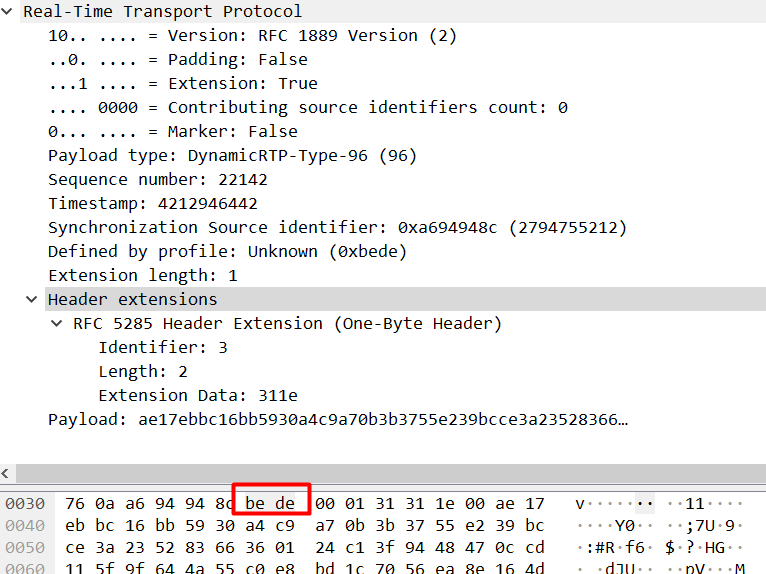 Real-Time Transport Protocol
10.. .... = Version: RFC 1889 Version (2)
..0. .... = Padding: False
...1 .... = Extension: True
.... 0000 = Contributing source identifiers count: 0
0... .... = Marker: False
Payload type: DynamicRTP-Type-96 (96)
Sequence number: 22142
Timestamp: 4212946442
Synchronization Source identifier: 0xa694948c (2794755212)
Defined by profile: Unknown (0xbede)
Extension length: 1
Header extensions
RFC 5285 Header Extension (One-Byte Header)
Identifier: 3
Length: 2
Extension Data: 311e
Payload: ae17ebbc16bb5930a4c9a70b3b3755e239bcce3a23528366…
0030 76 0a a6 94 94 8c be de 00 01 31 31 1e 00 ae 17 v······· ··11····
0040 eb bc 16 bb 59 30 a4 c9 a7 0b 3b 37 55 e2 39 bc ····Y0·· ··;7U·9·
0050 ce 3a 23 52 83 66 36 01 24 c1 3f 94 48 47 0c cd ·:#R·f6· $·?·HG··
0060 11 5f 9f 64 4a 55 c0 e8 bd 1c 70 56 ea 8e 16 4d ·_·dJU·· ··pV···M